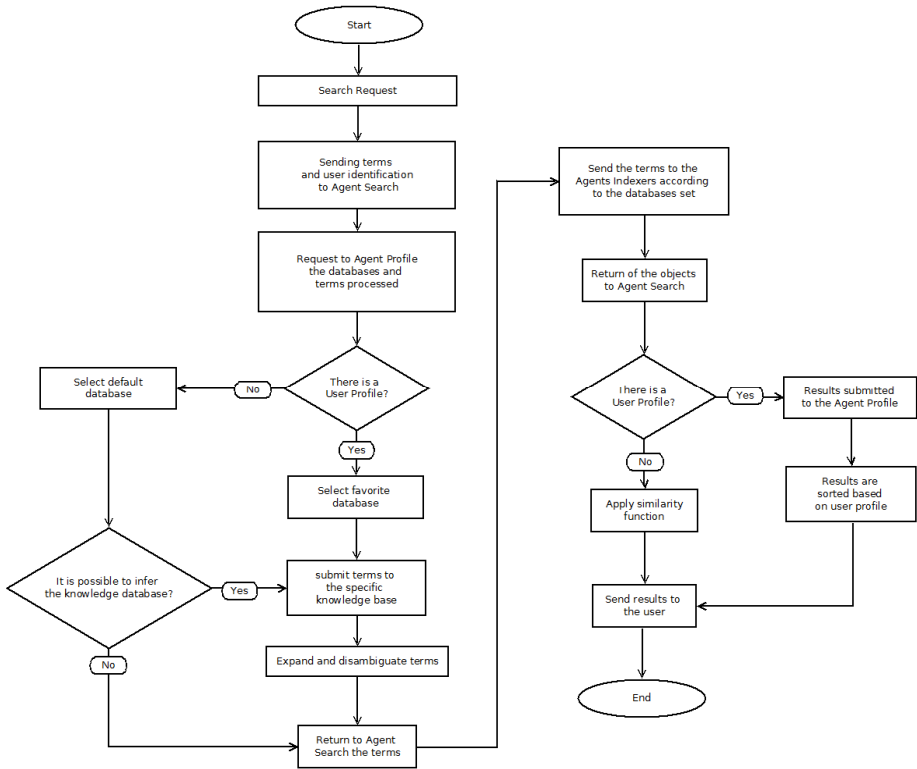 Start
Search Request
Sending terms
and user identification
to Agent Search
Request to Agent Profile
the databases and
terms processed
There is a
User Profile?
No
Select default
database
Yes
Select favorite
database
It is possible to infer
the knowledge database?
Yes
submit terms to
the specific
knowledge base
No
Expand and disambiguate terms
Return to Agent
Search the terms
Send the terms to the
Agents Indexers according
to the databases set
Return of the objects
to Agent Search
There is a
User Profile?
Yes
Results submitted
to the Agent Profile
No
Results are
sorted based
on user profile
Apply similarity
function
Send results to
the user
End